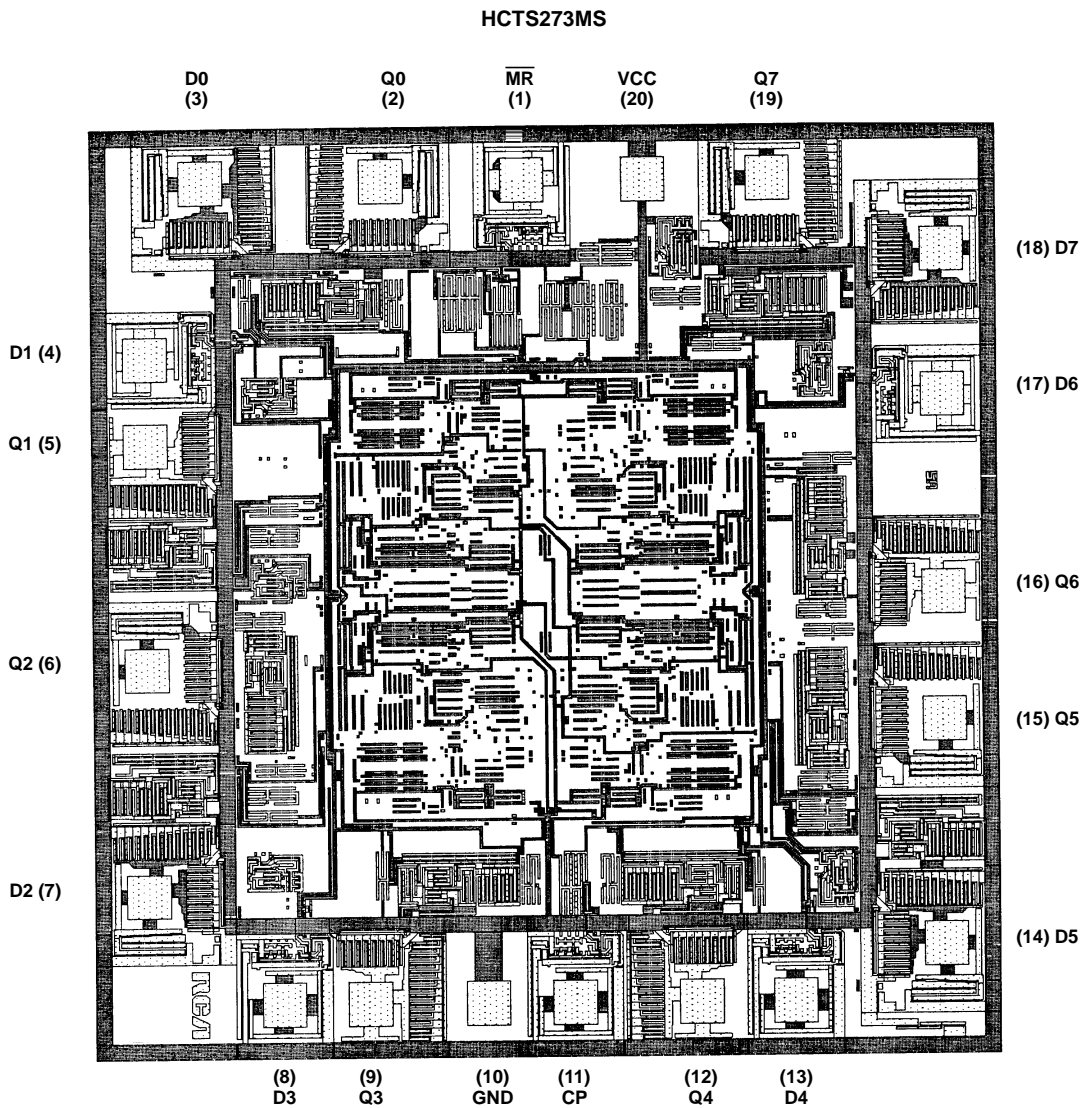 HCTS273MS
D0 Q0 MR VCC Q7
(3) (2) (1) (20) (19)
(18) D7
D1 (4)
(17) D6
Q1 (5)
(16) Q6
Q2 (6)
(15) Q5
D2 (7)
(14) D5
RCA
(8) (9) (10) (11) (12) (13)
D3 Q3 GND CP Q4 D4